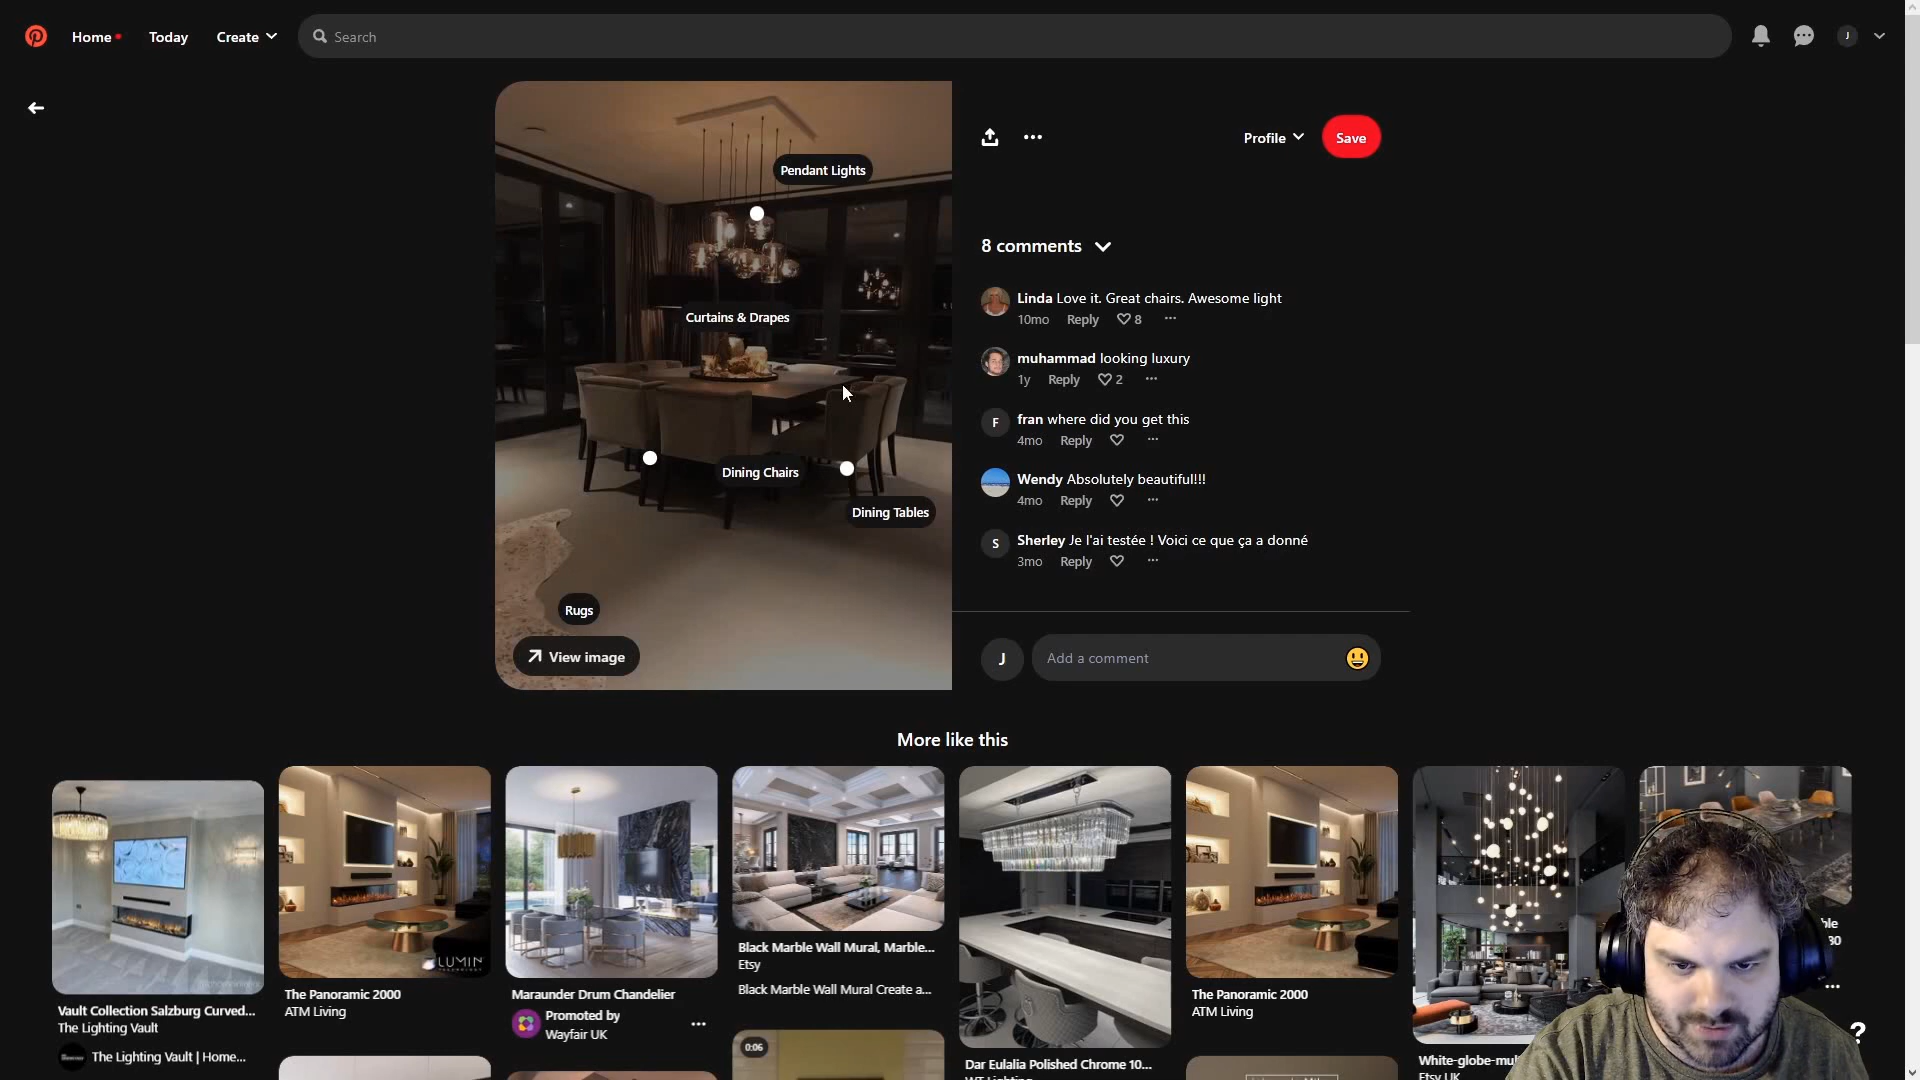 Home
Today
Create
Search
J
Profile
Save
Pendant Lights
Curtains & Drapes
Dining Chairs
Dining Tables
Rugs
View image
8 comments
Linda Love it. Great chairs. Awesome light
10mo Reply 8
muhammad looking luxury
1y Reply 2
F
fran where did you get this
4mo Reply
Wendy Absolutely beautiful!!!
4mo Reply
S
Sherley Je l'ai testée ! Voici ce que ça a donné
3mo Reply
J
Add a comment
More like this
Vault Collection Salzburg Curved...
The Lighting Vault
The Lighting Vault | Home...
LUMIN
The Panoramic 2000
ATM Living
Maraunder Drum Chandelier
Promoted by
Wayfair UK
Black Marble Wall Mural, Marble...
Etsy
Black Marble Wall Mural Create a...
0:06
Dar Eulalia Polished Chrome 10...
The Panoramic 2000
ATM Living
White-globe-mul
Etsy UK
ble
30
?